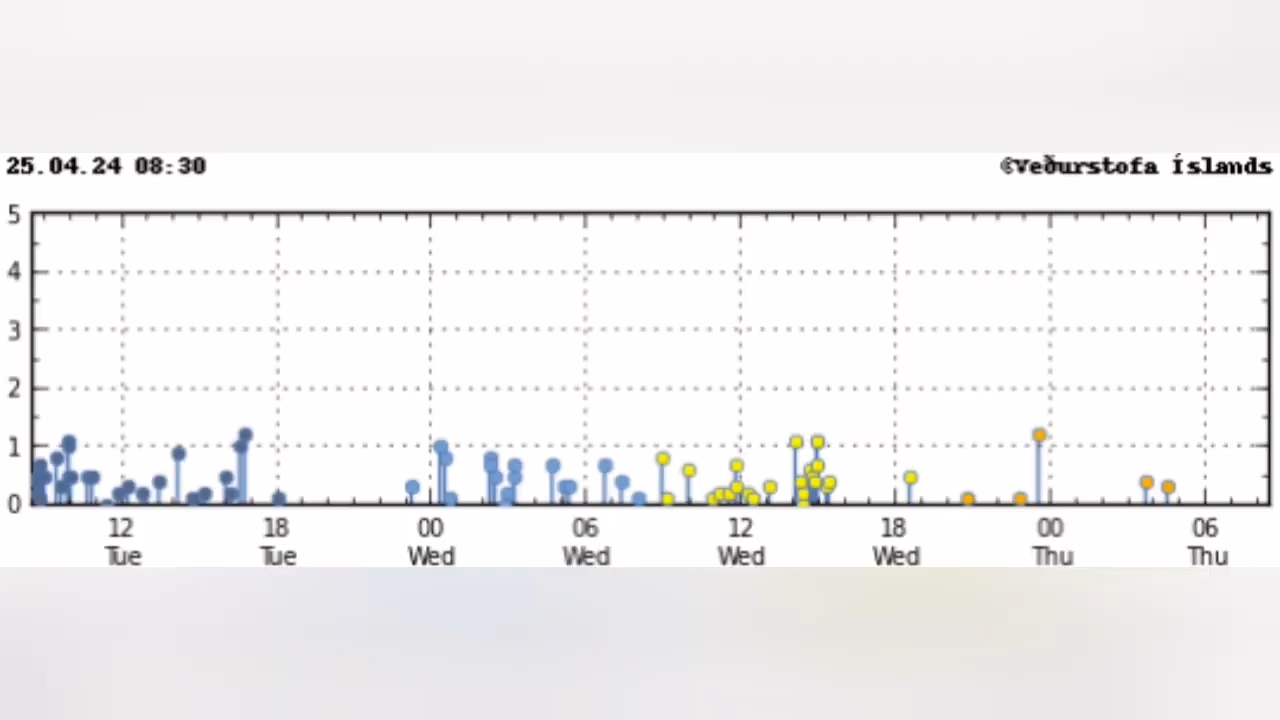 25.04.24 08:30 ©Veðurstofa Íslands
5
4
3
2
1
0
12 18 00 06 12 18 00 06
Tue Tue Wed Wed Wed Wed Thu Thu